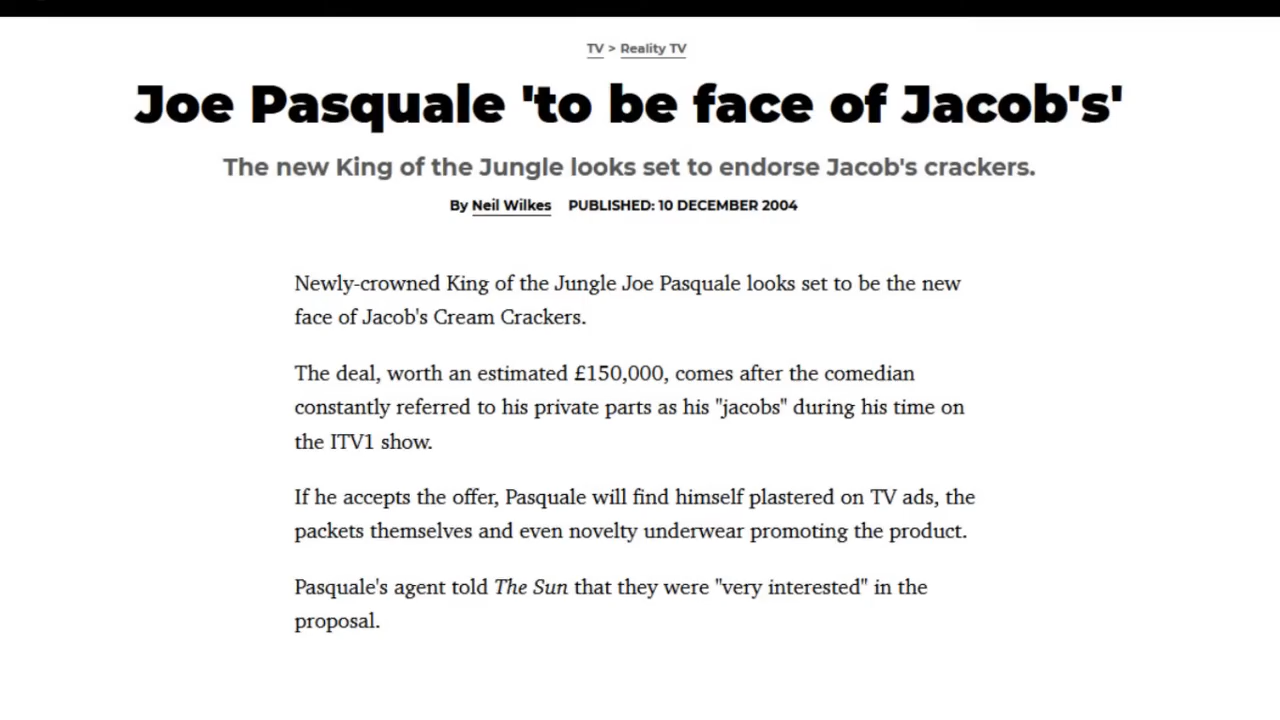 TV > Reality TV
Joe Pasquale 'to be face of Jacob's'
The new King of the Jungle looks set to endorse Jacob's crackers.
By Neil Wilkes PUBLISHED: 10 DECEMBER 2004
Newly-crowned King of the Jungle Joe Pasquale looks set to be the new
face of Jacob's Cream Crackers.
The deal, worth an estimated £150,000, comes after the comedian
constantly referred to his private parts as his "jacobs" during his time on
the ITV1 show.
If he accepts the offer, Pasquale will find himself plastered on TV ads, the
packets themselves and even novelty underwear promoting the product.
Pasquale's agent told The Sun that they were "very interested" in the
proposal.